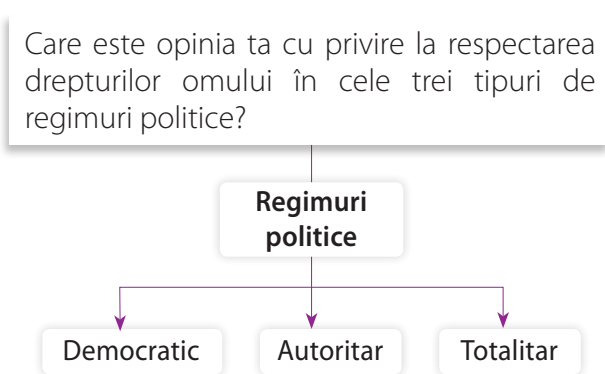 Care este opinia ta cu privire la respectarea
drepturilor omului în cele trei tipuri de
regimuri politice?
Regimuri
politice
Democratic
Autoritar
Totalitar